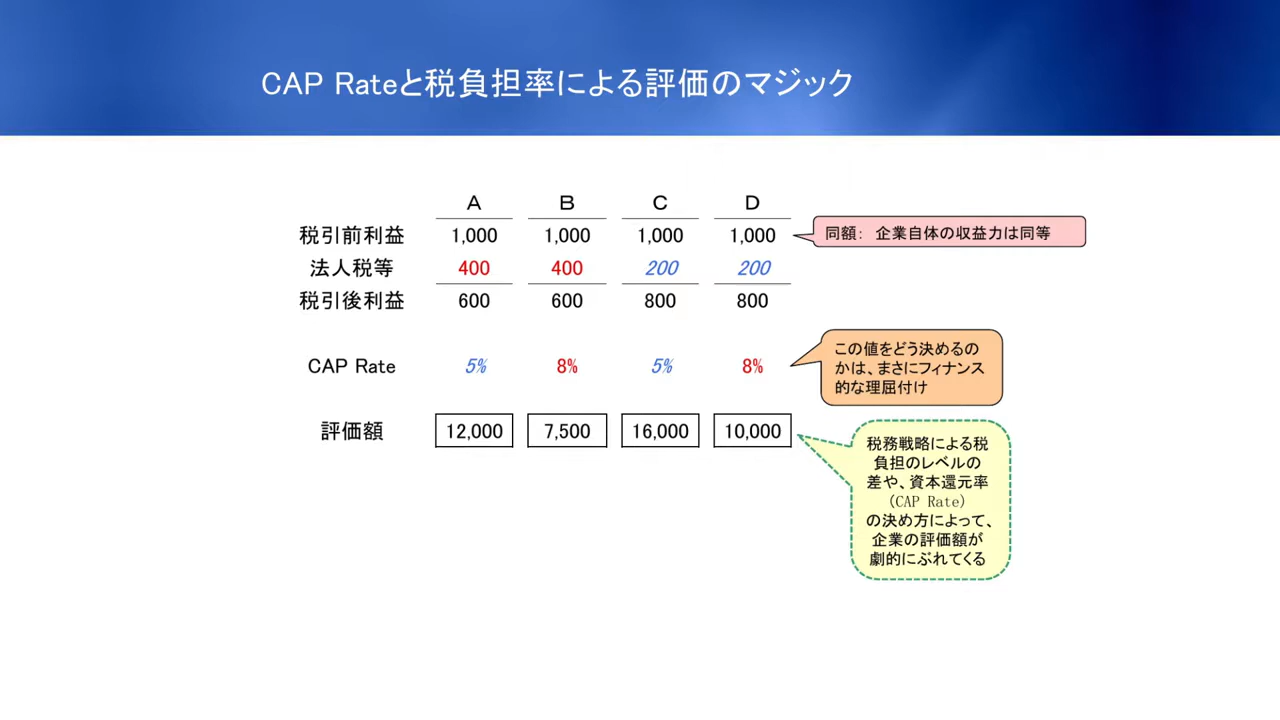 CAP Rateと税負担率による評価のマジック
A B C D
税引前利益 1,000 1,000 1,000 1,000
同額： 企業自体の収益力は同等
法人税等 400 400 200 200
税引後利益 600 600 800 800
CAP Rate 5% 8% 5% 8%
この値をどう決めるの
かは、まさにフィナンス
的な理屈付け
評価額 12,000 7,500 16,000 10,000
税務戦略による税
負担のレベルの
差や、資本還元率
（CAP Rate）
の決め方によって、
企業の評価額が
劇的にぶれてくる